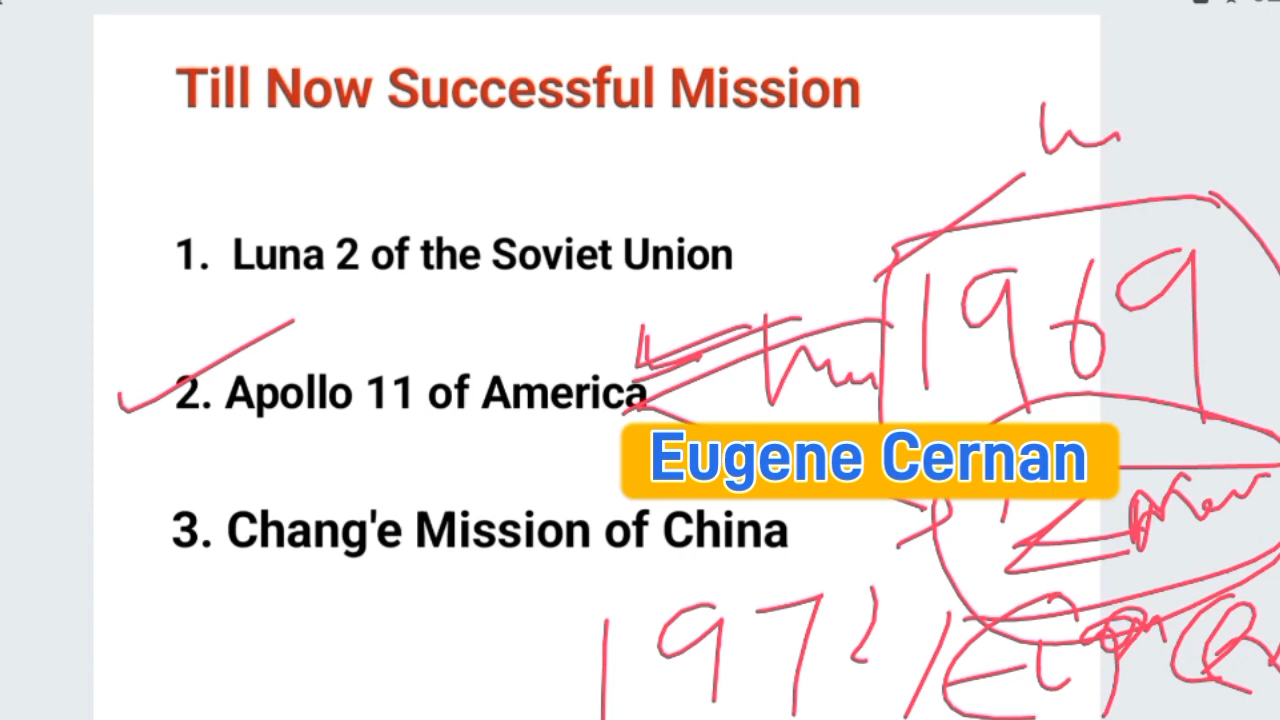 Till Now Successful Mission
1. Luna 2 of the Soviet Union
1969
2. Apollo 11 of America
Eugene Cernan
3. Chang'e Mission of China